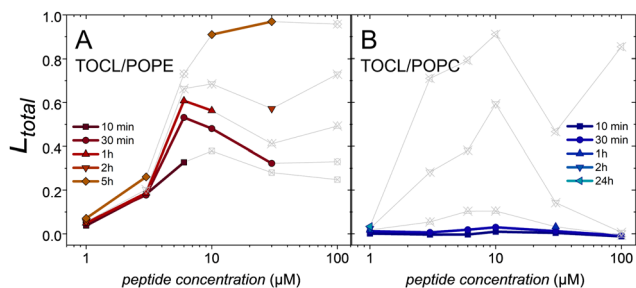 A
TOCL/POPE
B
TOCL/POPC
L_total
1.0
0.8
0.6
0.4
0.2
0.0
10 min
30 min
1h
2h
5h
10 min
30 min
1h
2h
24h
1 10 100
1 10 100
peptide concentration (µM)
peptide concentration (µM)